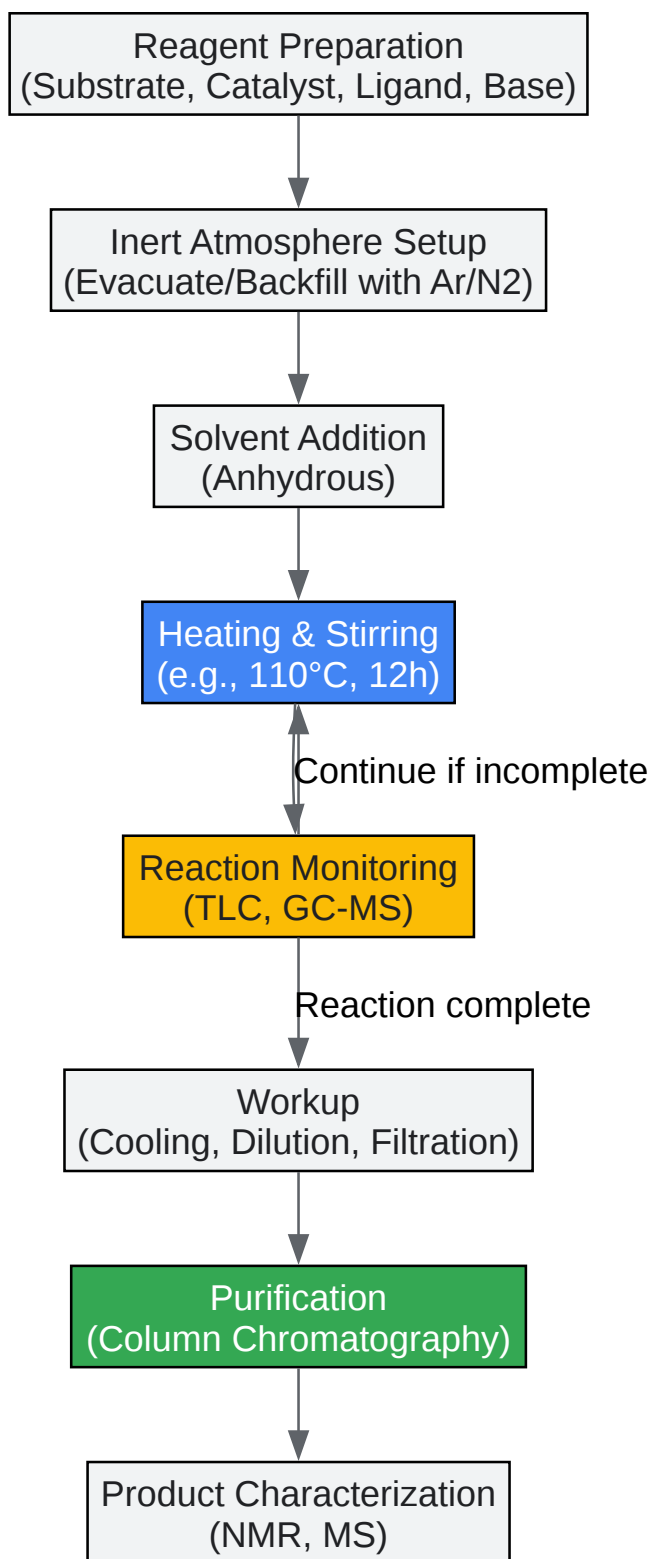 Reagent Preparation
(Substrate, Catalyst, Ligand, Base)
Inert Atmosphere Setup
(Evacuate/Backfill with Ar/N2)
Solvent Addition
(Anhydrous)
Heating & Stirring
(e.g., 110°C, 12h)
Continue if incomplete
Reaction Monitoring
(TLC, GC-MS)
Reaction complete
Workup
(Cooling, Dilution, Filtration)
Purification
(Column Chromatography)
Product Characterization
(NMR, MS)